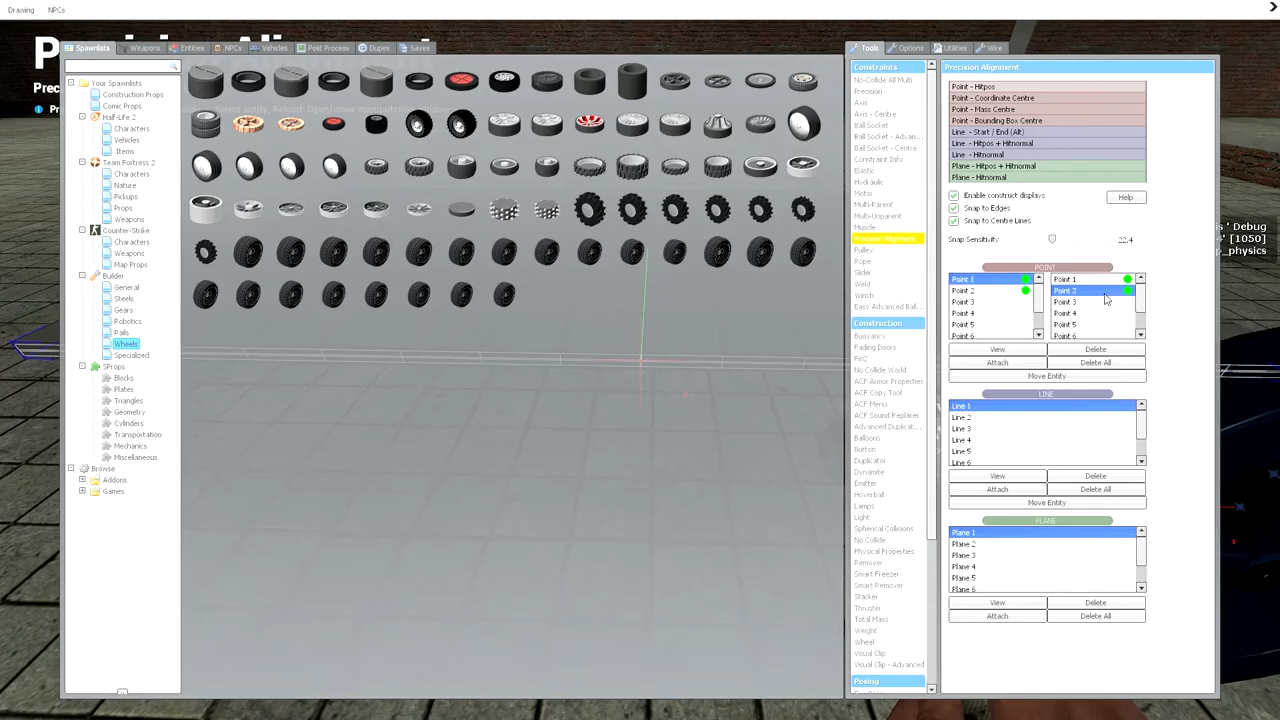 Drawing
NPCs
Spawnlists
Weapons
Entities
NPCs
Vehicles
Post Process
Dupes
Saves
Your Spawnlists
Construction Props
Comic Props
Half-Life 2
Characters
Vehicles
Items
Team Fortress 2
Characters
Nature
Pickups
Props
Weapons
Counter-Strike
Characters
Weapons
Map Props
Builder
General
Steels
Gears
Robotics
Rails
Wheels
Specialized
SProps
Blocks
Plates
Triangles
Geometry
Cylinders
Transportation
Mechanics
Miscellaneous
Browse
Addons
Games
Tools
Options
Utilities
Wire
Constraints
No-Collide All Multi
Precision
Axis
Axis - Centre
Ball Socket
Ball Socket - Advan...
Ball Socket - Centre
Constraint Info
Elastic
Hydraulic
Motor
Multi-Parent
Multi-Unparent
Muscle
Precision Alignment
Pulley
Rope
Slider
Weld
Winch
Easy Advanced Ball...
Construction
Buoyancy
Fading Doors
Fin2
No Collide World
ACF Armor Properties
ACF Copy Tool
ACF Menu
ACF Sound Replacer
Advanced Duplicat...
Balloons
Button
Duplicator
Dynamite
Emitter
Hoverball
Lamps
Light
Spherical Collisions
No Collide
Physical Properties
Remover
Smart Freezer
Smart Remover
Stacker
Thruster
Total Mass
Weight
Wheel
Visual Clip
Visual Clip - Advanced
Posing
Precision Alignment
Point - Hitpos
Point - Coordinate Centre
Point - Mass Centre
Point - Bounding Box Centre
Line - Start / End (Alt)
Line - Hitpos + Hitnormal
Line - Hitnormal
Plane - Hitpos + Hitnormal
Plane - Hitnormal
Enable construct displays
Help
Snap to Edges
Snap to Centre Lines
Snap Sensitivity
22.4
POINT
Point 1
Point 2
Point 3
Point 4
Point 5
Point 6
Point 1
Point 2
Point 3
Point 4
Point 5
Point 6
View
Delete
Attach
Delete All
Move Entity
LINE
Line 1
Line 2
Line 3
Line 4
Line 5
Line 6
View
Delete
Attach
Delete All
Move Entity
PLANE
Plane 1
Plane 2
Plane 3
Plane 4
Plane 5
Plane 6
View
Delete
Attach
Delete All
' Debug
[1050]
p_physics